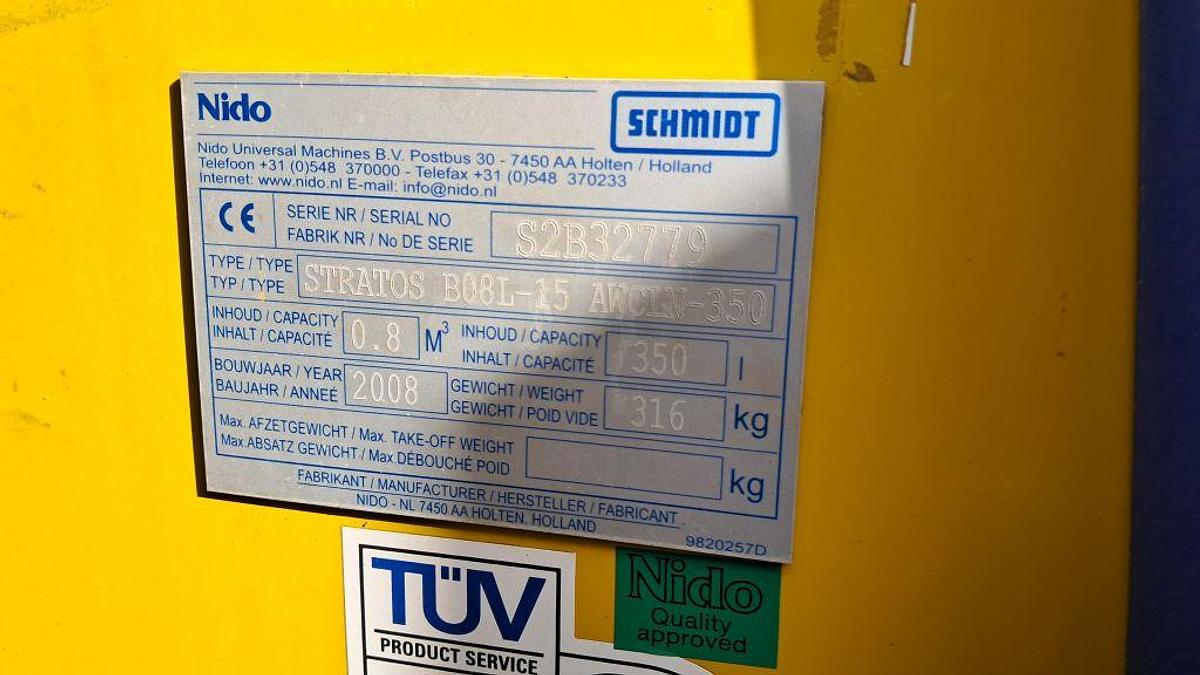 Nido SCHMIDT
Nido Universal Machines B.V. Postbus 30 - 7450 AA Holten / Holland
Telefoon +31 (0)548 370000 - Telefax +31 (0)548 370233
Internet: www.nido.nl E-mail: info@nido.nl
CE SERIE NR / SERIAL NO
FABRIK NR / No DE SERIE S2B32779
TYPE / TYPE
TYP / TYPE STRATOS B08L-15 AWCLN-350
INHOUD / CAPACITY
INHALT / CAPACITÉ 0.8 M³
INHOUD / CAPACITY
INHALT / CAPACITÉ 350 l
BOUWJAAR / YEAR
BAUJAHR / ANNEÉ 2008
GEWICHT / WEIGHT
GEWICHT / POID VIDE 316 kg
Max. AFZETGEWICHT / Max. TAKE-OFF WEIGHT
Max. ABSATZ GEWICHT / Max. DÉBOUCHÉ POID kg
FABRIKANT / MANUFACTURER / HERSTELLER / FABRICANT
NIDO - NL 7450 AA HOLTEN. HOLLAND
9820257D
TÜV
PRODUCT SERVICE
Nido
Quality
approved